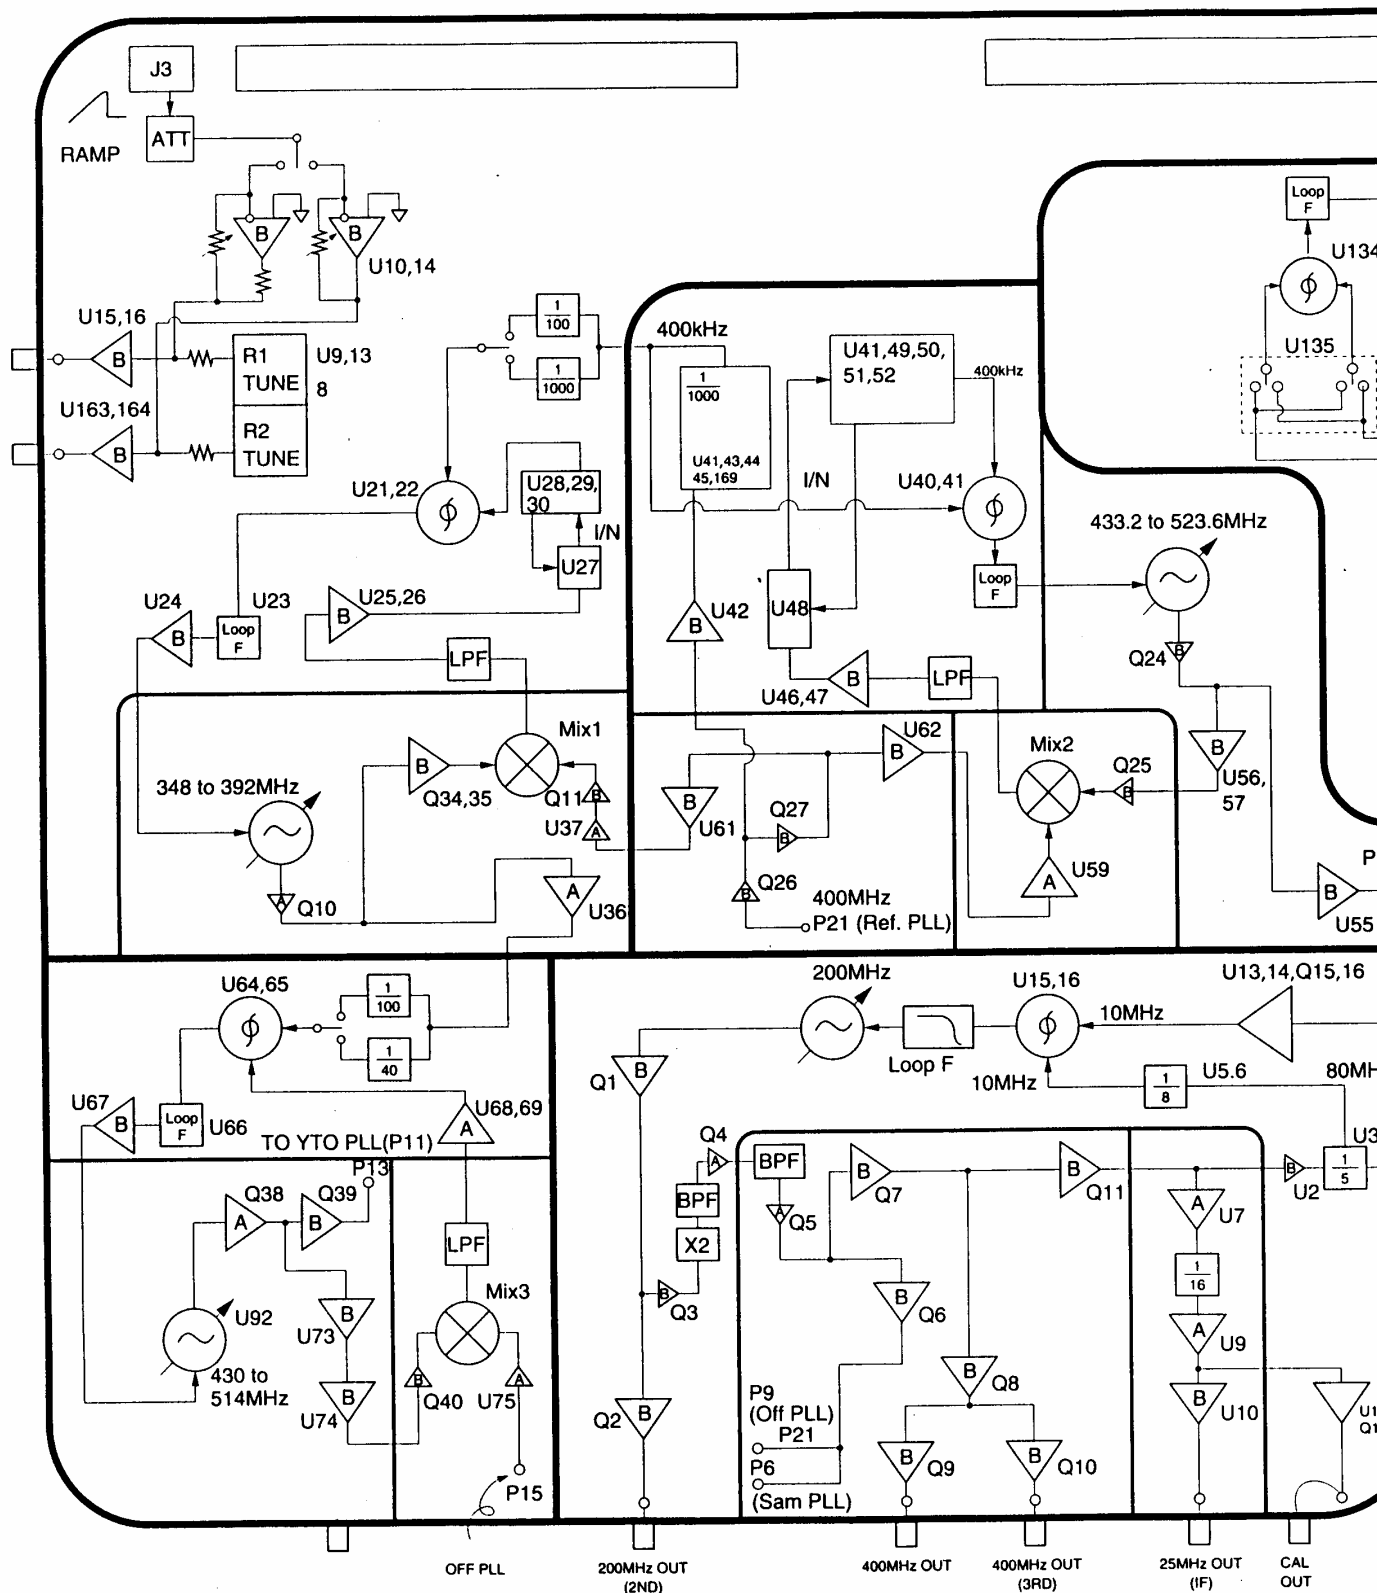 J3
ATT
RAMP
B
B
U10,14
U15,16
B
R1
TUNE
U9,13
8
U163,164
B
R2
TUNE
1
100
1
1000
400kHz
1
1000
U41,43,44
45,169
U41,49,50,
51,52
400kHz
I/N
U40,41
ϕ
Loop
F
Loop
F
U134
ϕ
U135
U21,22
ϕ
U28,29,
30
I/N
U27
433.2 to 523.6MHz
U24
B
U23
Loop
F
B
U25,26
LPF
U42
B
U48
U46,47
B
LPF
Q24
B
348 to 392MHz
B
Q34,35
Mix1
Q11
B
U37
A
A
Q10
A
U36
B
U61
Q27
B
B
Q26
400MHz
P21 (Ref. PLL)
U62
B
Mix2
Q25
B
B
U56,
57
U59
A
P
B
U55
U64,65
ϕ
1
100
1
40
U67
B
Loop
F
U66
U68,69
A
TO YTO PLL(P11)
200MHz
Loop F
U15,16
ϕ
10MHz
10MHz
U13,14,Q15,16
1
8
U5.6
80MH
U3
1
5
Q1
B
Q4
A
BPF
BPF
X2
B
Q3
A
Q5
B
Q7
B
Q11
B
U2
P13
Q38
A
Q39
B
LPF
Mix3
U92
430 to
514MHz
B
U73
B
U74
B
Q40
A
U75
P15
Q2
B
B
Q6
B
Q8
P9
(Off PLL)
P21
P6
(Sam PLL)
B
Q9
B
Q10
A
U7
1
16
A
U9
B
U10
U1
Q1
OFF PLL
200MHz OUT
(2ND)
400MHz OUT
400MHz OUT
(3RD)
25MHz OUT
(IF)
CAL
OUT